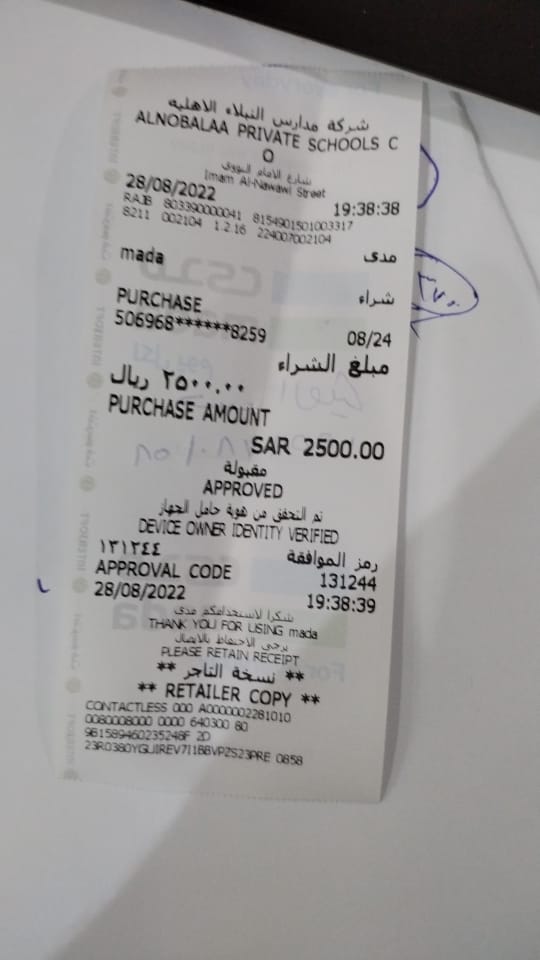 شركة مدارس النبلاء الاهلية
ALNOBALAA PRIVATE SCHOOLS C
O
شارع الامام النووي
Imam Al-Nawawi Street
28/08/2022 19:38:38
RAJB 803390000041 8154901501003317
8211 002104 1.2.16 224007002104
mada مدى
PURCHASE شراء
506968******8259 08/24
مبلغ الشراء
٢٥٠٠.٠٠ ريال
PURCHASE AMOUNT
SAR 2500.00
مقبولة
APPROVED
تم التحقق من هوية حامل الجهاز
DEVICE OWNER IDENTITY VERIFIED
١٣١٢٤٤ رمز الموافقة
APPROVAL CODE 131244
28/08/2022 19:38:39
شكرا لاستخدامكم مدى
THANK YOU FOR USING mada
يرجى الاحتفاظ بالايصال
PLEASE RETAIN RECEIPT
** نسخة التاجر **
** RETAILER COPY **
CONTACTLESS 000 A0000002281010
0080008000 0000 640300 80
9B1589460235248F 2D
23R0380YGLJIREV7I1BBVPZS23PRE 0858